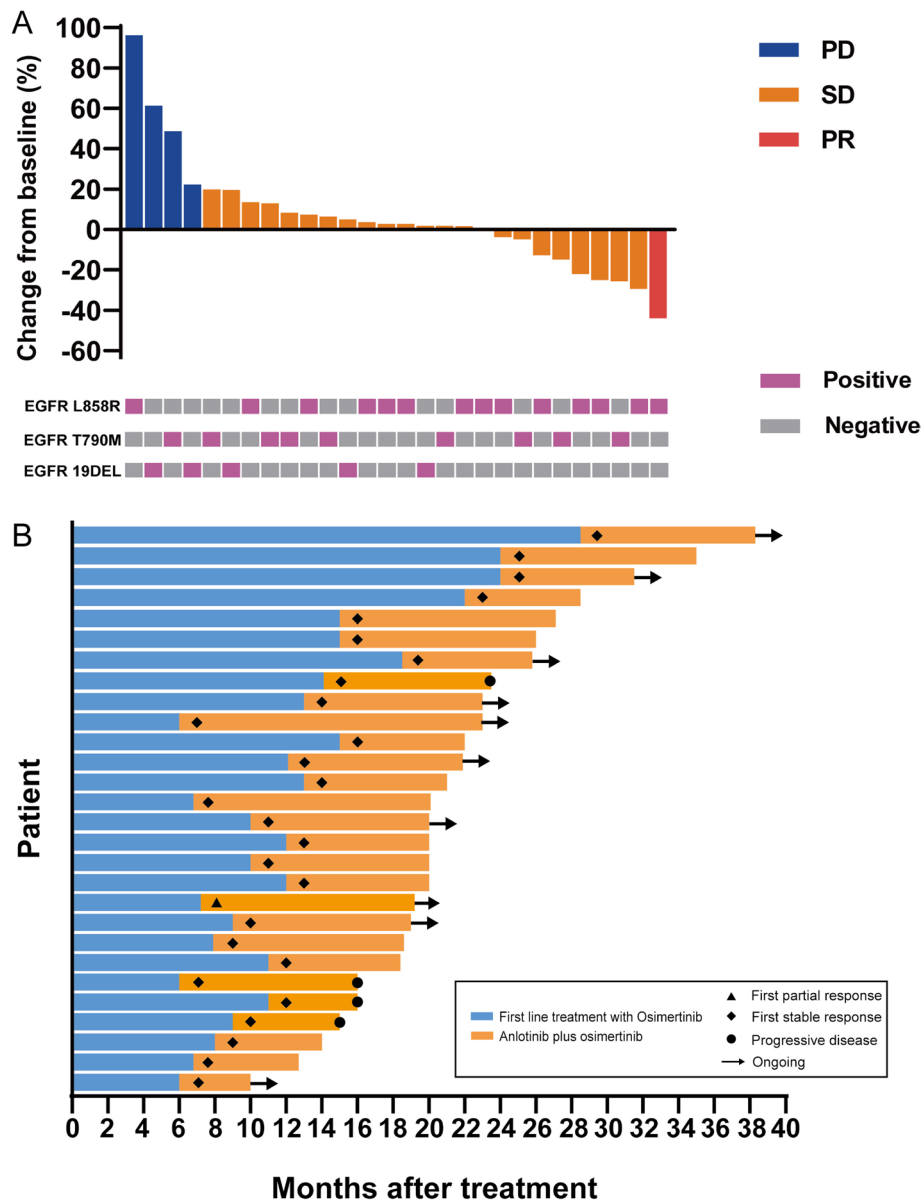 A
Change from baseline (%)
100
80
60
40
20
0
-20
-40
-60
PD
SD
PR
Positive
Negative
EGFR L858R
EGFR T790M
EGFR 19DEL
B
Patient
First line treatment with Osimertinib
Anlotinib plus osimertinib
First partial response
First stable response
Progressive disease
Ongoing
0 2 4 6 8 10 12 14 16 18 20 22 24 26 28 30 32 34 36 38 40
Months after treatment